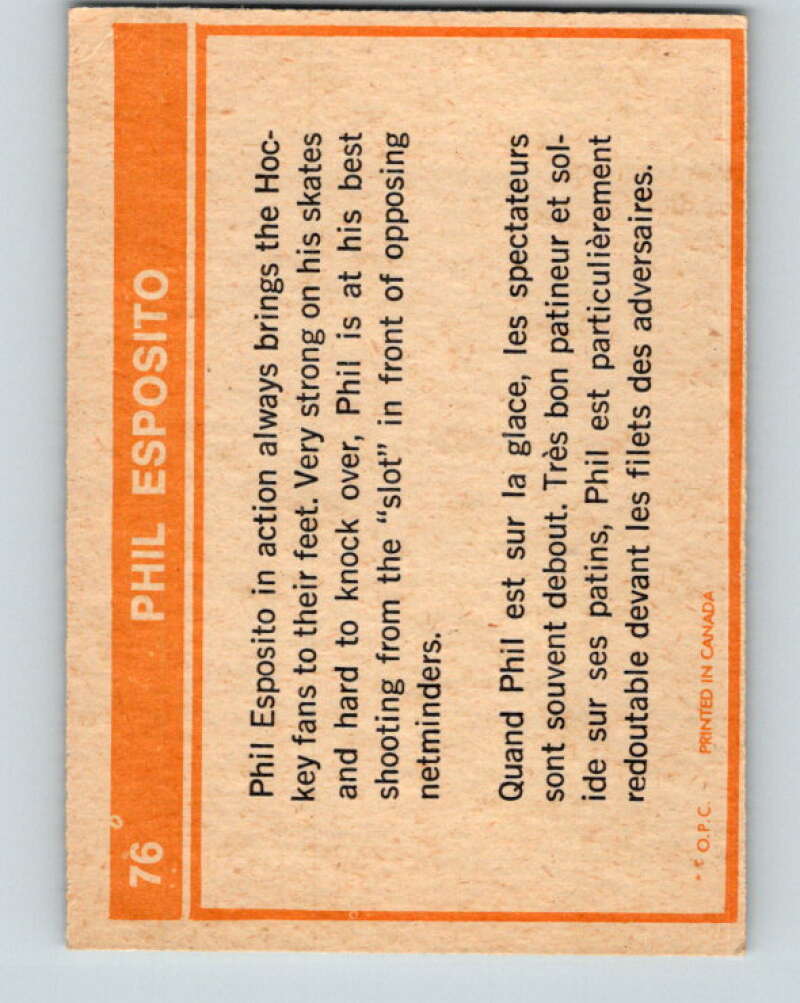 76 PHIL ESPOSITO
Phil Esposito in action always brings the Hoc-
key fans to their feet. Very strong on his skates
and hard to knock over, Phil is at his best
shooting from the “slot” in front of opposing
netminders.
Quand Phil est sur la glace, les spectateurs
sont souvent debout. Très bon patineur et sol-
ide sur ses patins, Phil est particulièrement
redoutable devant les filets des adversaires.
O.P.C. PRINTED IN CANADA